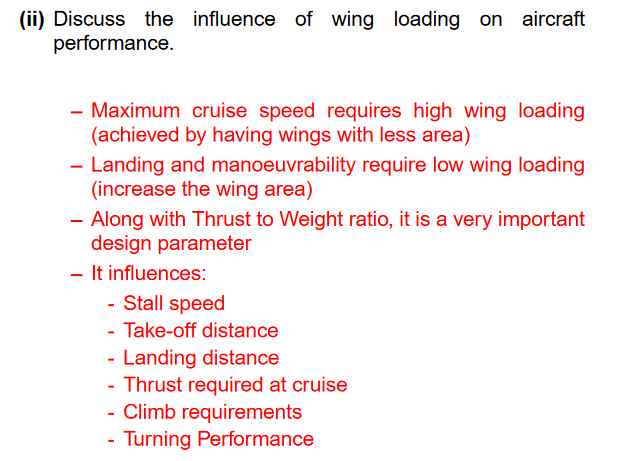 (ii) Discuss the influence of wing loading on aircraft
performance.
– Maximum cruise speed requires high wing loading
(achieved by having wings with less area)
– Landing and manoeuvrability require low wing loading
(increase the wing area)
– Along with Thrust to Weight ratio, it is a very important
design parameter
– It influences:
- Stall speed
- Take-off distance
- Landing distance
- Thrust required at cruise
- Climb requirements
- Turning Performance